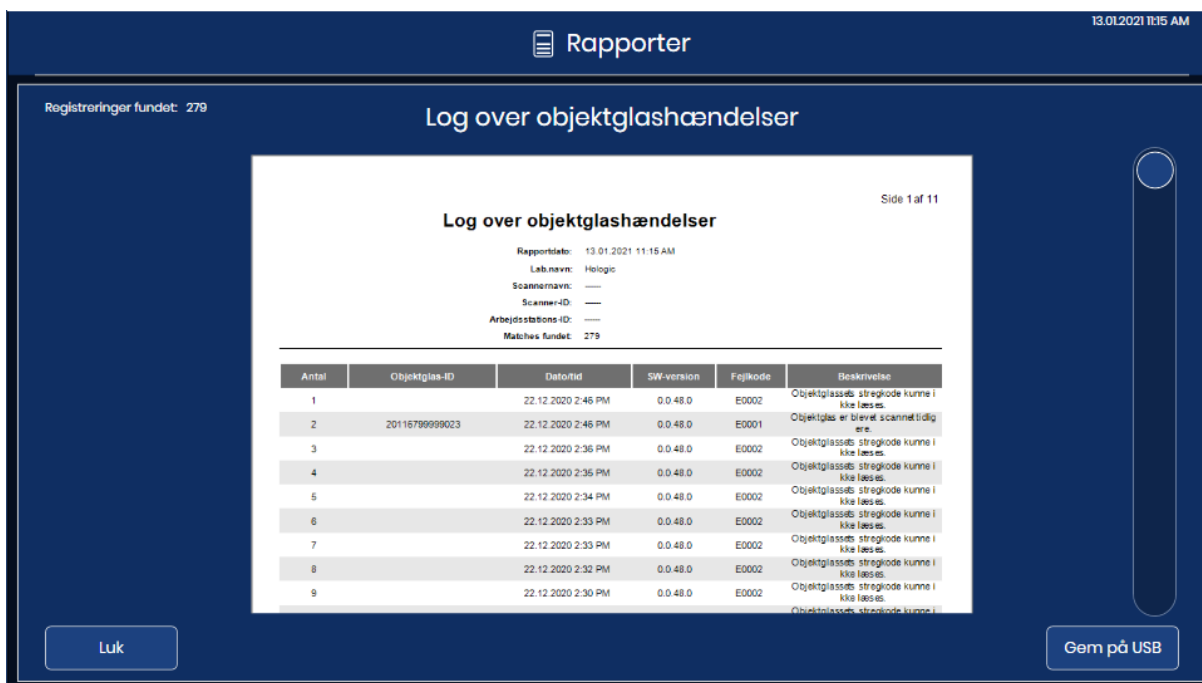 13.01.2021 11:15 AM
Rapporter
Registreringer fundet: 279
Log over objektglashændelser
Side 1 af 11
Log over objektglashændelser
Rapportdato: 13.01.2021 11:15 AM
Lab.navn: Hologic
Scannernavn: -----
Scanner-ID: -----
Arbejdsstations-ID: -----
Matches fundet: 279
Antal Objektglas-ID Dato/tid SW-version Fejlkode Beskrivelse
1 22.12.2020 2:46 PM 0.0.48.0 E0002 Objektglassets stregkode kunne i
kke læses.
2 20116799999023 22.12.2020 2:46 PM 0.0.48.0 E0001 Objektglas er blevet scannet tidlig
ere.
3 22.12.2020 2:36 PM 0.0.48.0 E0002 Objektglassets stregkode kunne i
kke læses.
4 22.12.2020 2:35 PM 0.0.48.0 E0002 Objektglassets stregkode kunne i
kke læses.
5 22.12.2020 2:34 PM 0.0.48.0 E0002 Objektglassets stregkode kunne i
kke læses.
6 22.12.2020 2:33 PM 0.0.48.0 E0002 Objektglassets stregkode kunne i
kke læses.
7 22.12.2020 2:33 PM 0.0.48.0 E0002 Objektglassets stregkode kunne i
kke læses.
8 22.12.2020 2:32 PM 0.0.48.0 E0002 Objektglassets stregkode kunne i
kke læses.
9 22.12.2020 2:30 PM 0.0.48.0 E0002 Objektglassets stregkode kunne i
kke læses.
Objektglassets stregkode kunne i
Luk
Gem på USB